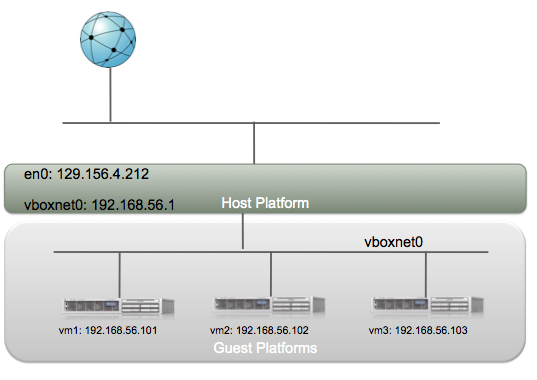 en0: 129.156.4.212
vboxnet0: 192.168.56.1
Host Platform
vboxnet0
vm1: 192.168.56.101
vm2: 192.168.56.102
vm3: 192.168.56.103
Guest Platforms